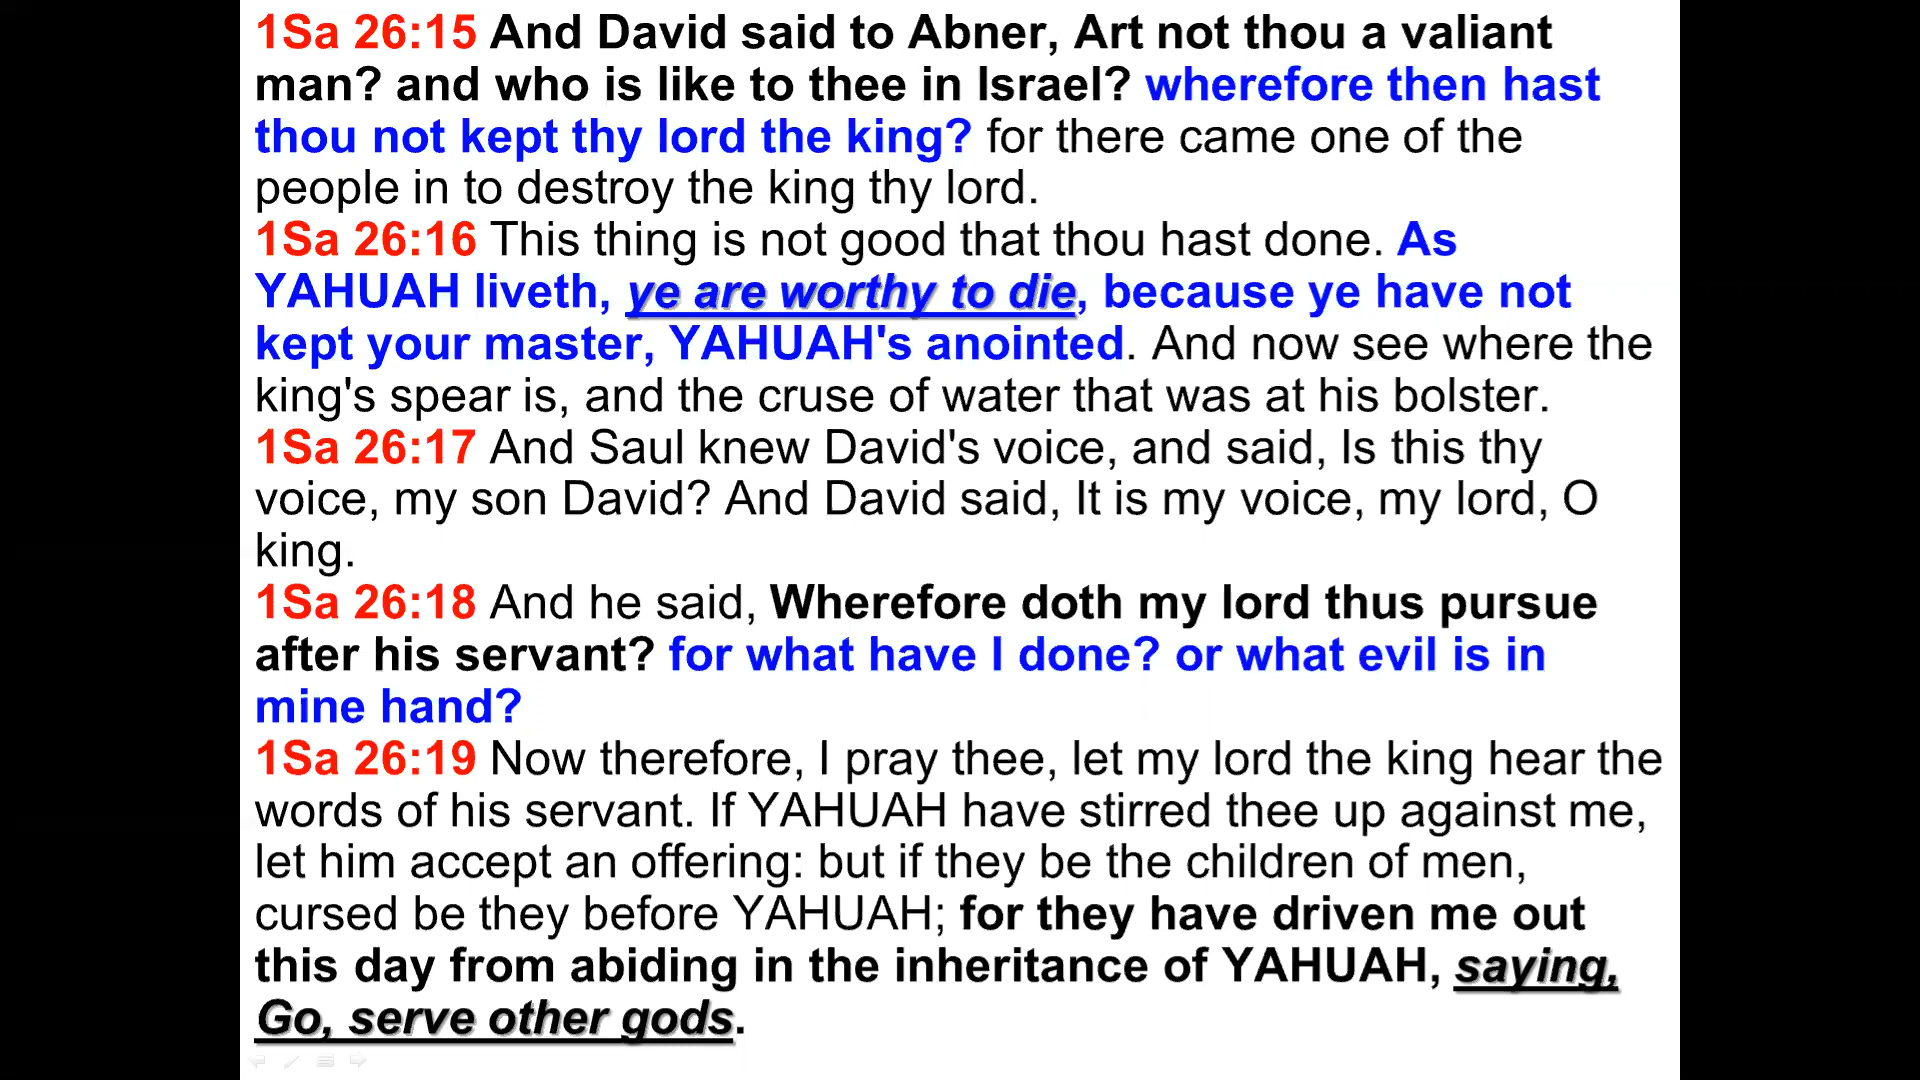 1Sa 26:15 And David said to Abner, Art not thou a valiant
man? and who is like to thee in Israel? wherefore then hast
thou not kept thy lord the king? for there came one of the
people in to destroy the king thy lord.
1Sa 26:16 This thing is not good that thou hast done. As
YAHUAH liveth, ye are worthy to die, because ye have not
kept your master, YAHUAH's anointed. And now see where the
king's spear is, and the cruse of water that was at his bolster.
1Sa 26:17 And Saul knew David's voice, and said, Is this thy
voice, my son David? And David said, It is my voice, my lord, O
king.
1Sa 26:18 And he said, Wherefore doth my lord thus pursue
after his servant? for what have I done? or what evil is in
mine hand?
1Sa 26:19 Now therefore, I pray thee, let my lord the king hear the
words of his servant. If YAHUAH have stirred thee up against me,
let him accept an offering: but if they be the children of men,
cursed be they before YAHUAH; for they have driven me out
this day from abiding in the inheritance of YAHUAH, saying,
Go, serve other gods.